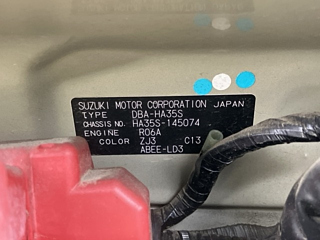 SUZUKI MOTOR CORPORATION JAPAN
TYPE DBA-HA35S
CHASSIS NO. HA35S-145074
ENGINE R06A
COLOR ZJ3 C13
ABEE-LD3